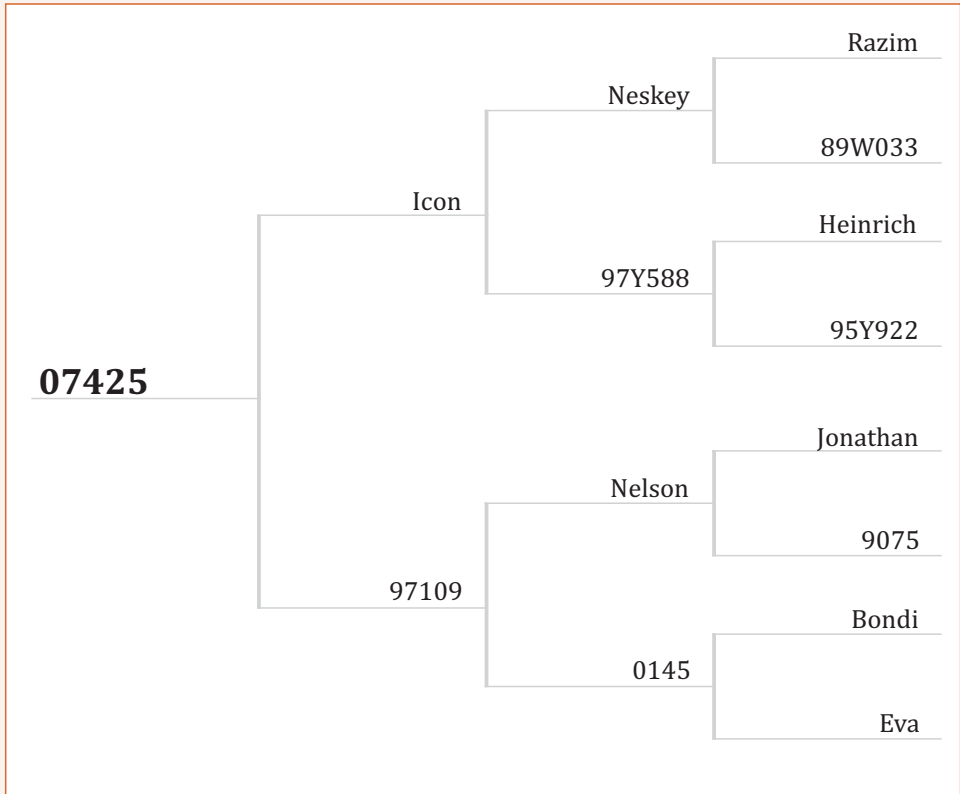 Razim
Neskey
89W033
Icon
Heinrich
97Y588
95Y922
07425
Jonathan
Nelson
9075
97109
Bondi
0145
Eva